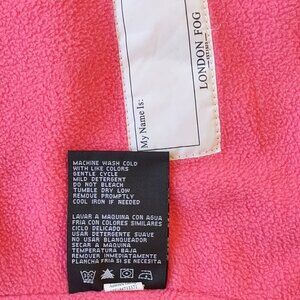 LONDON FOG
My Name Is:
MACHINE WASH COLD
WITH LIKE COLORS
GENTLE CYCLE
MILD DETERGENT
DO NOT BLEACH
TUMBLE DRY LOW
REMOVE PROMPTLY
COOL IRON IF NEEDED
LAVAR A MAQUINA CON AGUA
FRIA CON COLORES SIMILARES
CICLO DELICADO
USAR DETERGENTE SUAVE
NO USAR BLANQUEADOR
SECAR A MAQUINA
TEMPERATURA BAJA
REMOVER INMEDIATAMENTE
PLANCHA FRIA SI SE NECESITA